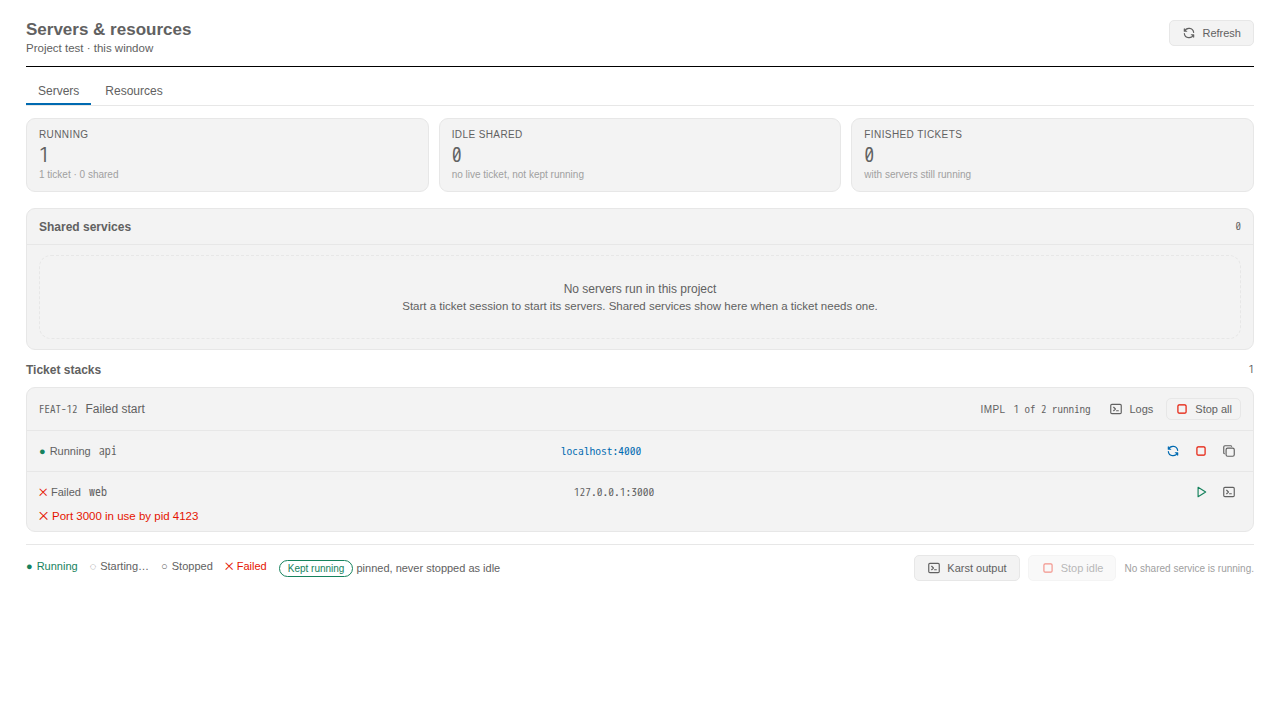 Servers & resources
Project test · this window
Refresh
Servers
Resources
RUNNING
1
1 ticket · 0 shared
IDLE SHARED
0
no live ticket, not kept running
FINISHED TICKETS
0
with servers still running
Shared services
0
No servers run in this project
Start a ticket session to start its servers. Shared services show here when a ticket needs one.
Ticket stacks
1
FEAT-12 Failed start
IMPL 1 of 2 running
Logs
Stop all
Running api
localhost:4000
Failed web
127.0.0.1:3000
Port 3000 in use by pid 4123
Running
Starting…
Stopped
Failed
Kept running pinned, never stopped as idle
Karst output
Stop idle
No shared service is running.